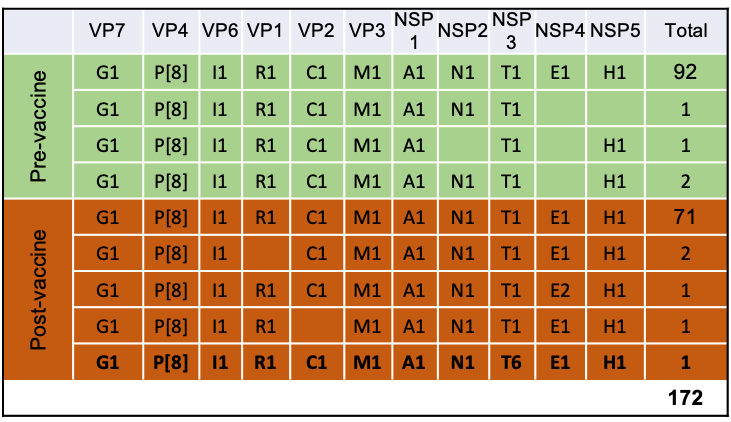 VP7 VP4 VP6 VP1 VP2 VP3 NSP1 NSP2 NSP3 NSP4 NSP5 Total
Pre-vaccine
G1 P[8] I1 R1 C1 M1 A1 N1 T1 E1 H1 92
G1 P[8] I1 R1 C1 M1 A1 N1 T1 1
G1 P[8] I1 R1 C1 M1 A1 T1 H1 1
G1 P[8] I1 R1 C1 M1 A1 N1 T1 H1 2
Post-vaccine
G1 P[8] I1 R1 C1 M1 A1 N1 T1 E1 H1 71
G1 P[8] I1 C1 M1 A1 N1 T1 E1 H1 2
G1 P[8] I1 R1 C1 M1 A1 N1 T1 E2 H1 1
G1 P[8] I1 R1 M1 A1 N1 T1 E1 H1 1
G1 P[8] I1 R1 C1 M1 A1 N1 T6 E1 H1 1
172